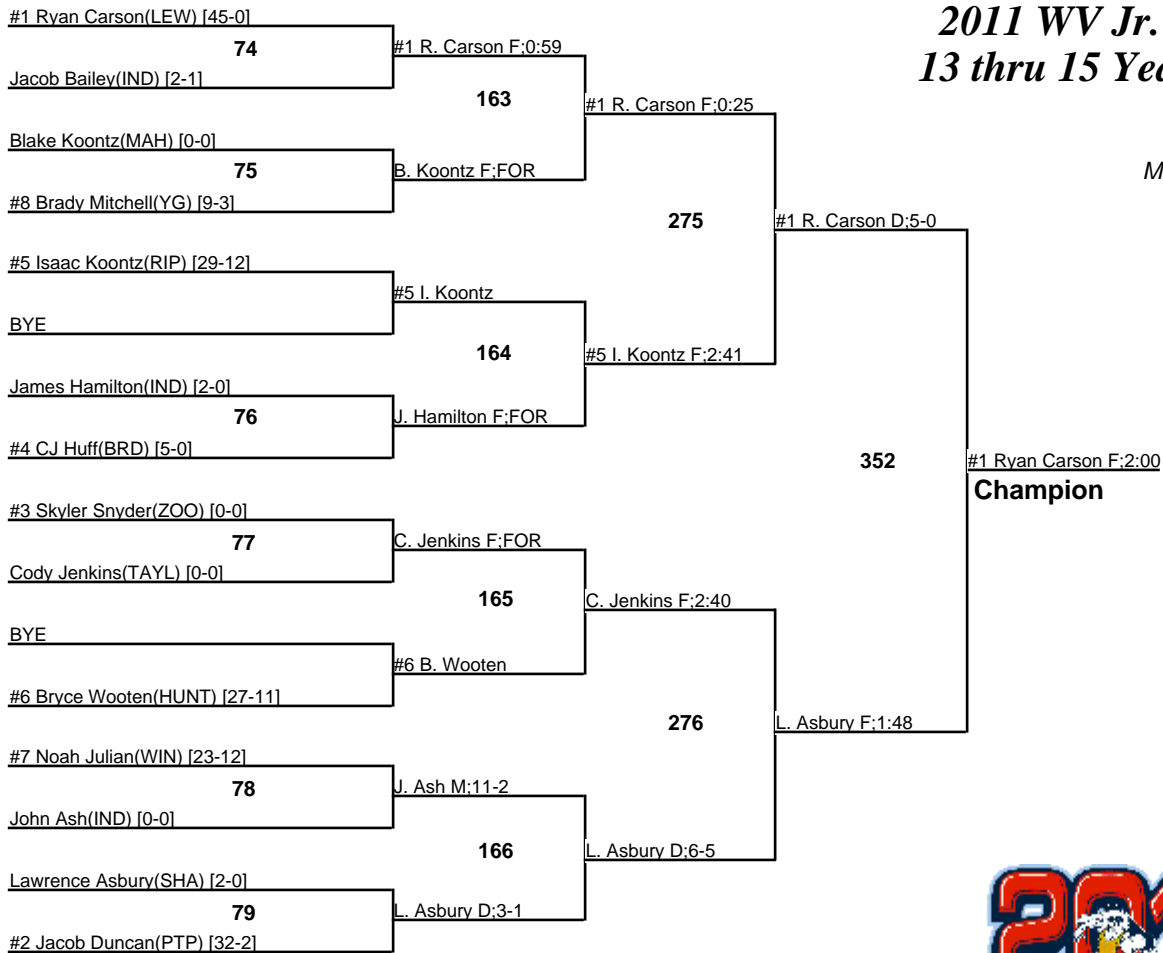 #1 Ryan Carson(LEW) [45-0]
74
Jacob Bailey(IND) [2-1]
Blake Koontz(MAH) [0-0]
75
#8 Brady Mitchell(YG) [9-3]
#5 Isaac Koontz(RIP) [29-12]
BYE
James Hamilton(IND) [2-0]
76
#4 CJ Huff(BRD) [5-0]
#3 Skyler Snyder(ZOO) [0-0]
77
Cody Jenkins(TAYL) [0-0]
BYE
#6 Bryce Wooten(HUNT) [27-11]
#7 Noah Julian(WIN) [23-12]
78
John Ash(IND) [0-0]
Lawrence Asbury(SHA) [2-0]
79
#2 Jacob Duncan(PTP) [32-2]
#1 R. Carson F;0:59
163
B. Koontz F;FOR
#5 I. Koontz
164
J. Hamilton F;FOR
C. Jenkins F;FOR
165
#6 B. Wooten
J. Ash M;11-2
166
L. Asbury D;3-1
#1 R. Carson F;0:25
275
#5 I. Koontz F;2:41
C. Jenkins F;2:40
276
L. Asbury D;6-5
#1 R. Carson D;5-0
352
L. Asbury F;1:48
#1 Ryan Carson F;2:00
Champion
2011 WV Jr.
13 thru 15 Yea
M